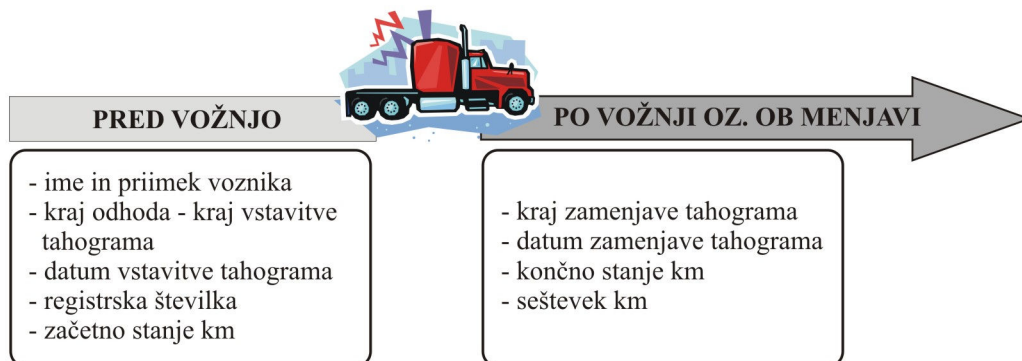 PRED VOŽNJO
PO VOŽNJI OZ. OB MENJAVI
- ime in priimek voznika
- kraj odhoda - kraj vstavitve
tahograma
- datum vstavitve tahograma
- registrska številka
- začetno stanje km
- kraj zamenjave tahograma
- datum zamenjave tahograma
- končno stanje km
- seštevek km